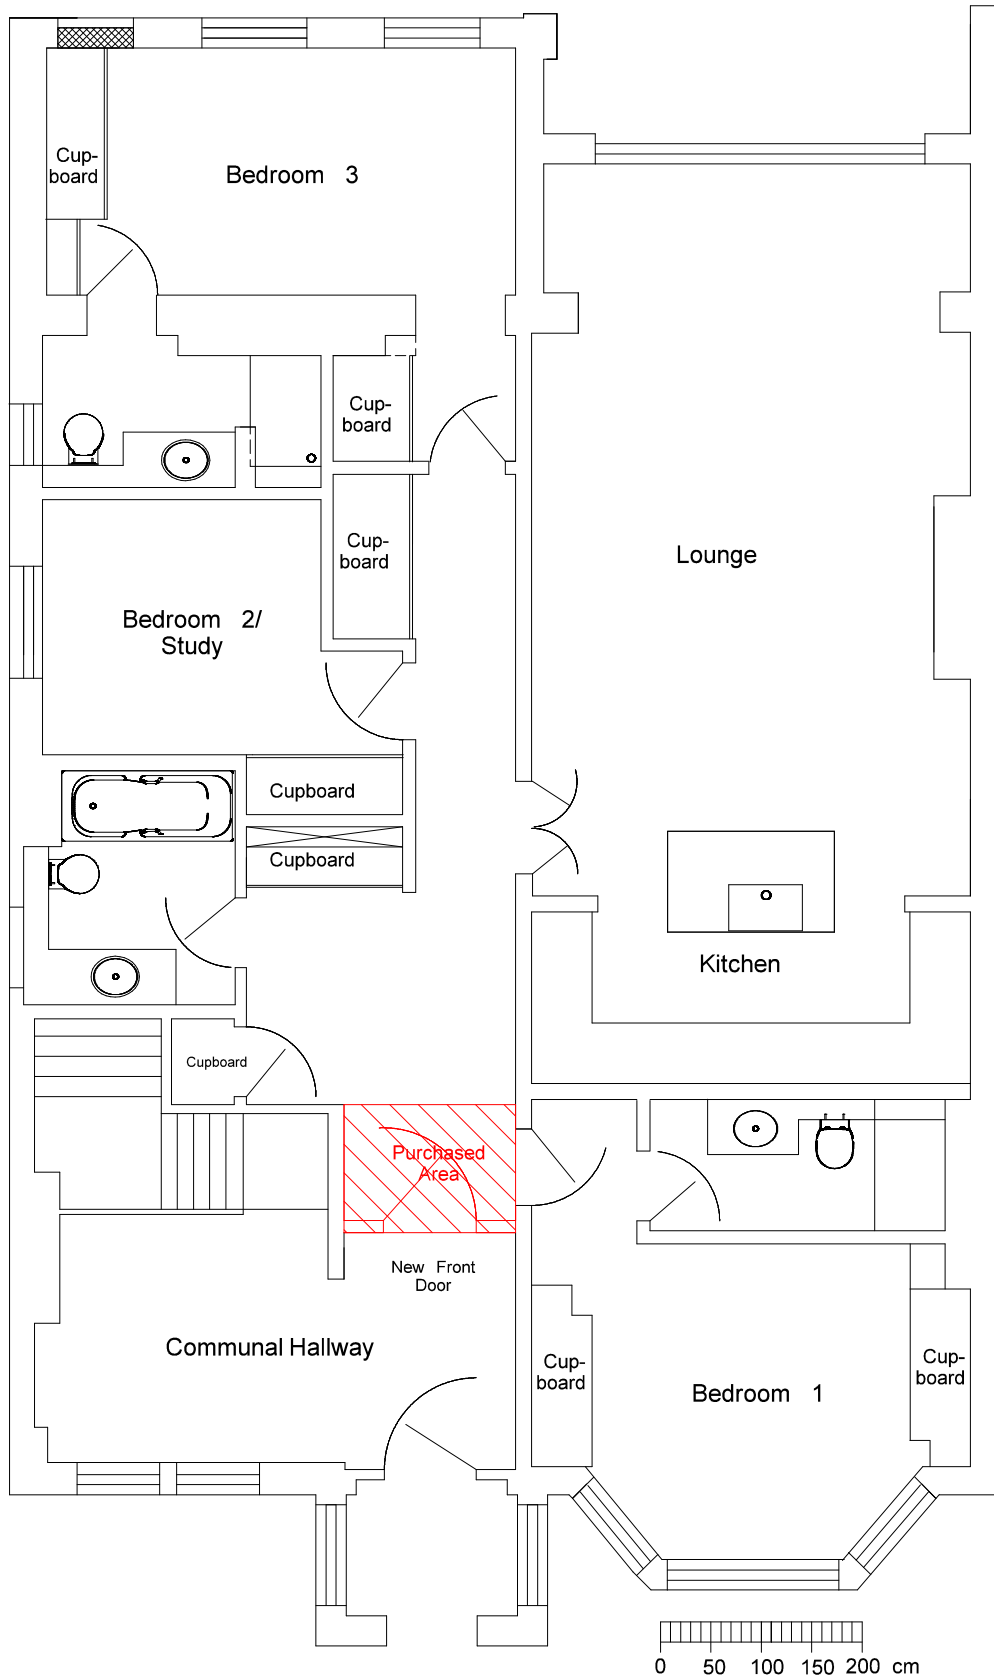 Cup-
board
Bedroom 3
Cup-
board
Cup-
board
Lounge
Bedroom 2/
Study
Cupboard
Cupboard
Kitchen
Cupboard
Purchased
Area
New Front
Door
Communal Hallway
Cup-
board
Bedroom 1
Cup-
board
0 50 100 150 200 cm